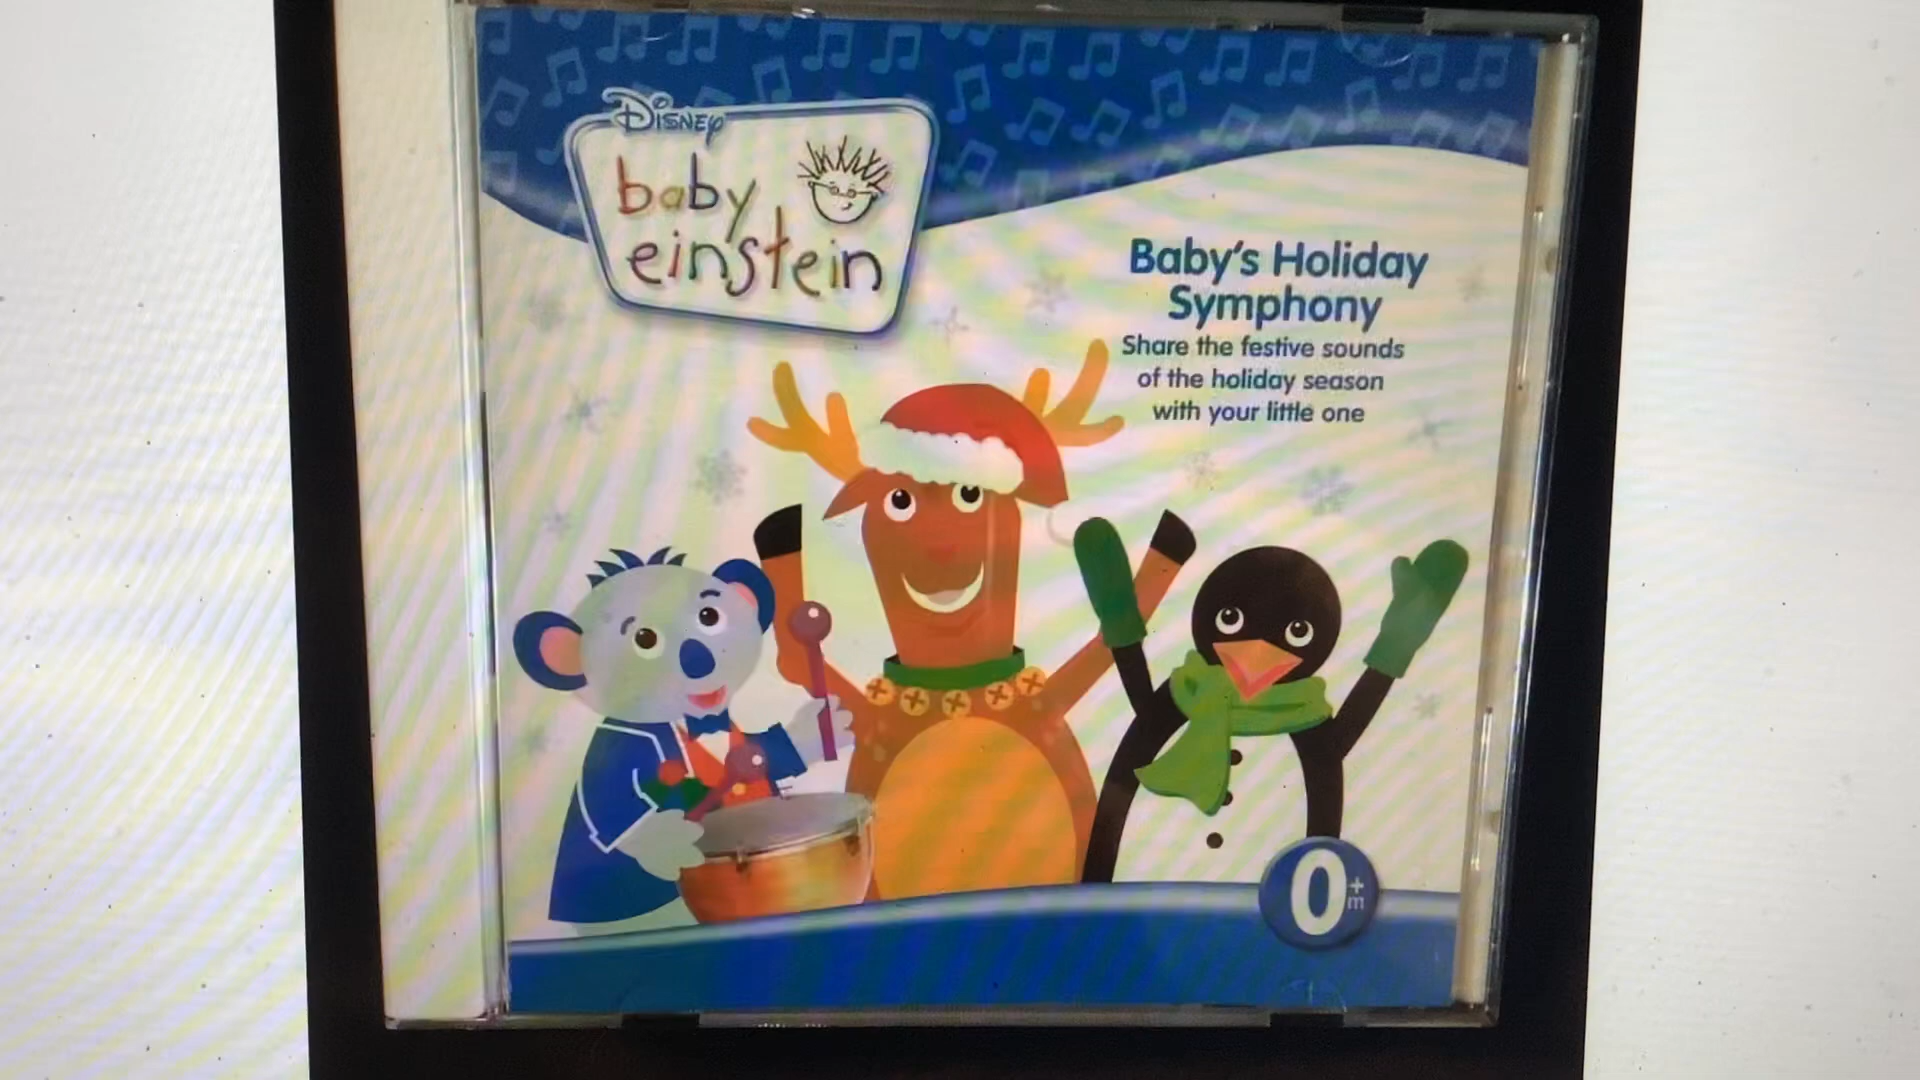 Disney
baby
einstein
Baby's Holiday
Symphony
Share the festive sounds
of the holiday season
with your little one
0+
m